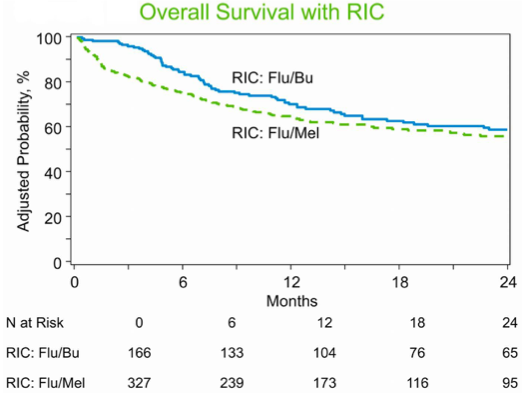 Overall Survival with RIC
Adjusted Probability, %
100
80
60
40
20
0
RIC: Flu/Bu
RIC: Flu/Mel
0 6 12 18 24
Months
N at Risk 0 6 12 18 24
RIC: Flu/Bu 166 133 104 76 65
RIC: Flu/Mel 327 239 173 116 95